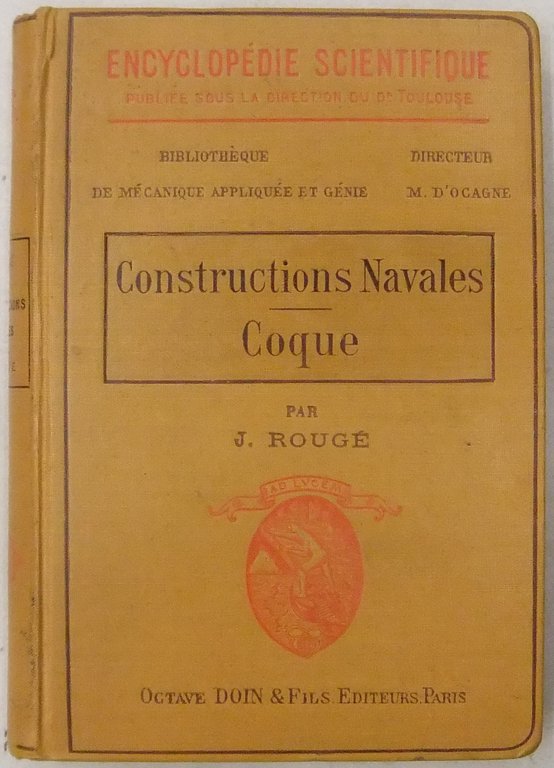 ENCYCLOPÉDIE SCIENTIFIQUE
PUBLIÉE SOUS LA DIRECTION DU Dr TOULOUSE
BIBLIOTHÈQUE DIRECTEUR
DE MÉCANIQUE APPLIQUÉE ET GÉNIE M. D'OCAGNE
Constructions Navales
Coque
PAR
J. ROUGÉ
AD LVCEM
OCTAVE DOIN & FILS. EDITEURS. PARIS